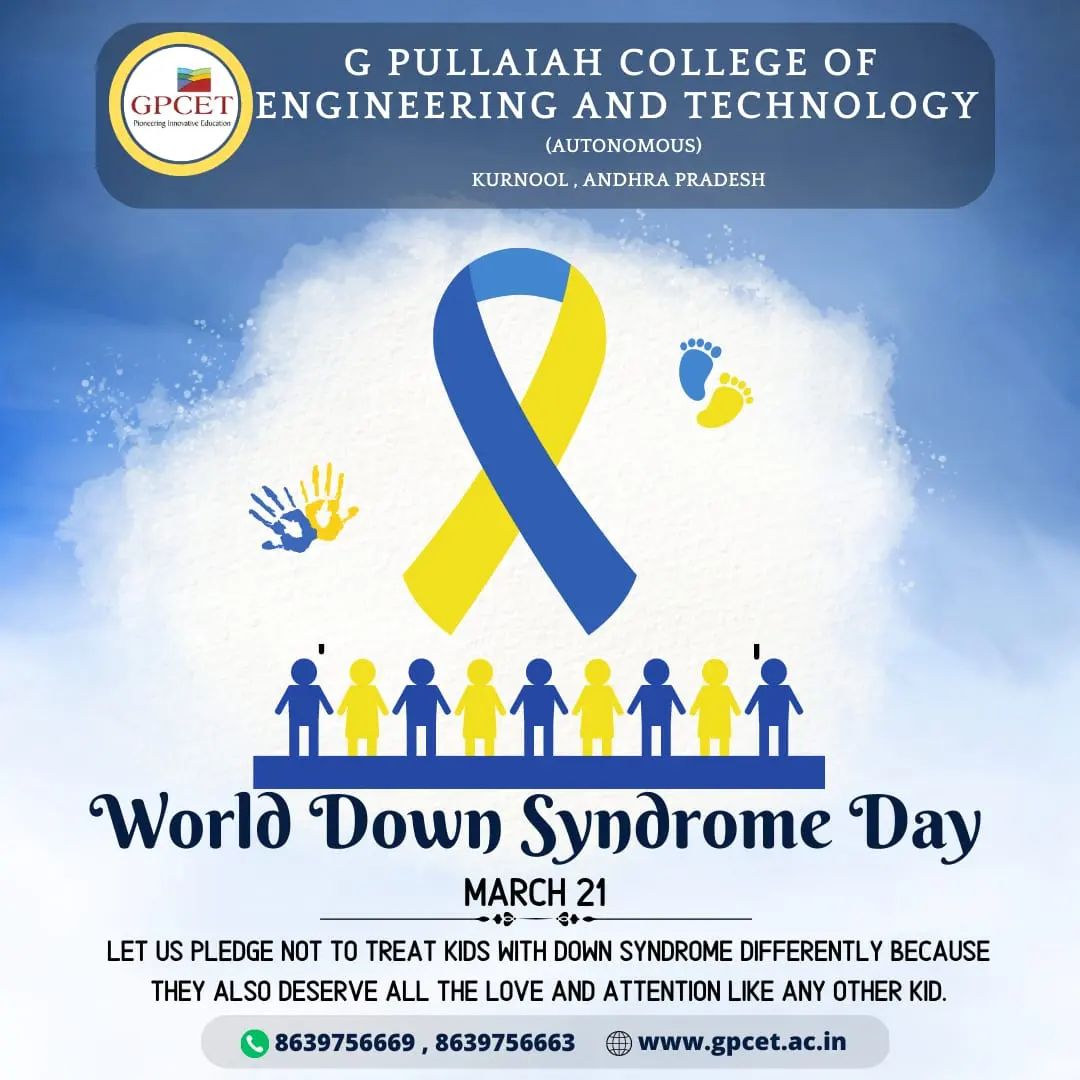 GPCET
Pioneering Innovative Education
G PULLAIAH COLLEGE OF
ENGINEERING AND TECHNOLOGY
(AUTONOMOUS)
KURNOOL , ANDHRA PRADESH
World Down Syndrome Day
MARCH 21
LET US PLEDGE NOT TO TREAT KIDS WITH DOWN SYNDROME DIFFERENTLY BECAUSE
THEY ALSO DESERVE ALL THE LOVE AND ATTENTION LIKE ANY OTHER KID.
8639756669 , 8639756663 www.gpcet.ac.in